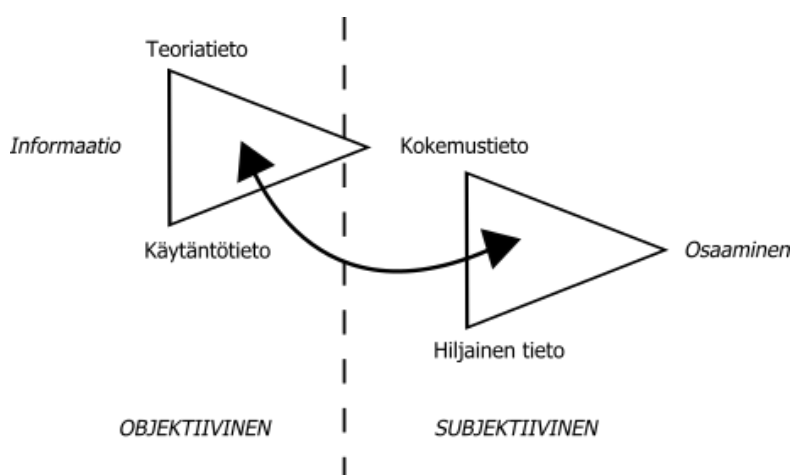 Teoriatieto
Informaatio
Kokemustieto
Käytäntötieto
Osaaminen
Hiljainen tieto
OBJEKTIIVINEN
SUBJEKTIIVINEN